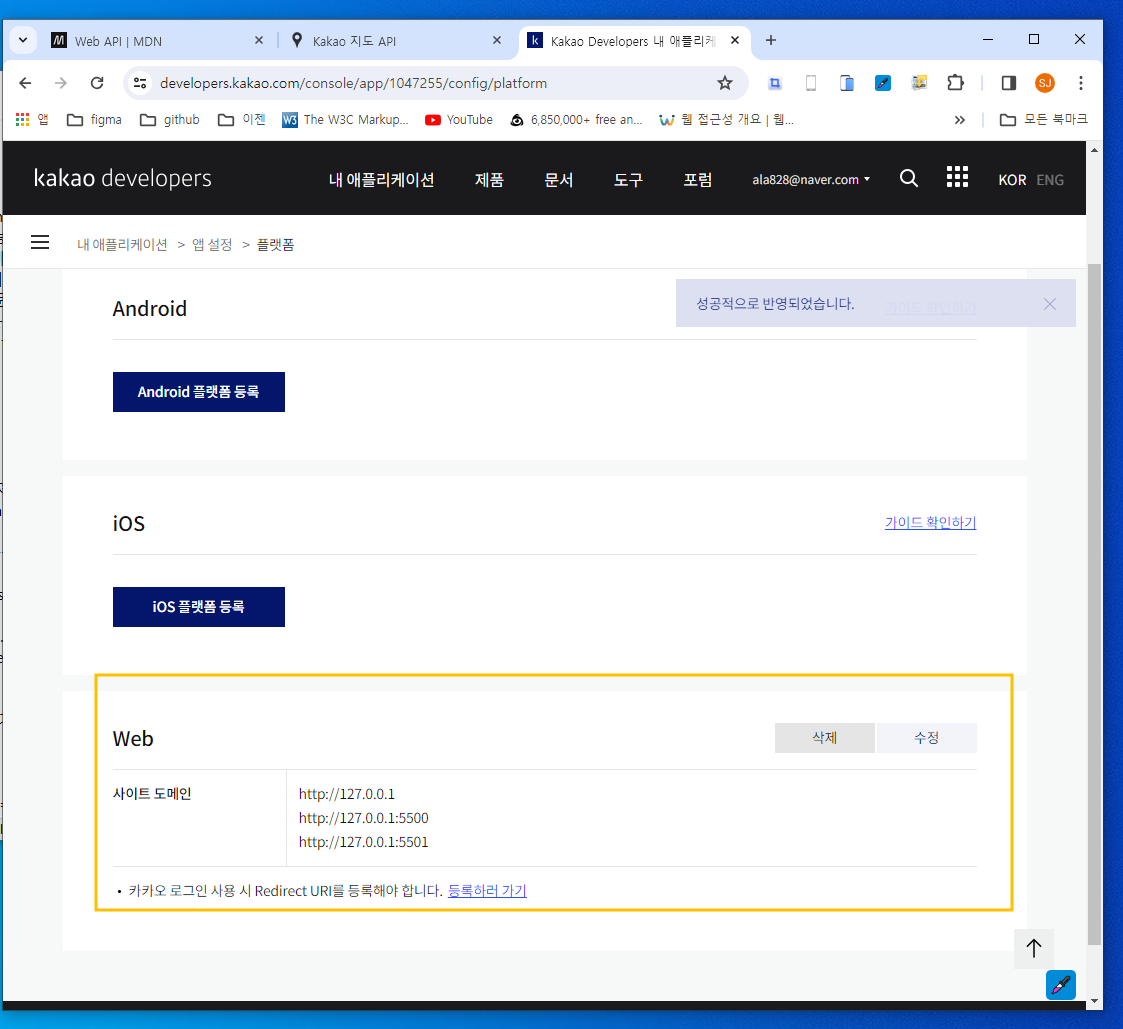 Web API | MDN
Kakao 지도 API
k
Kakao Developers 내 애플리케
developers.kakao.com/console/app/1047255/config/platform
SJ
앱
figma
github
이젠
W3
The W3C Markup...
YouTube
6,850,000+ free an...
웹 접근성 개요 | 웹...
모든 북마크
kakao developers
내 애플리케이션
제품
문서
도구
포럼
ala828@naver.com
KOR ENG
내 애플리케이션 > 앱 설정 > 플랫폼
Android
성공적으로 반영되었습니다.
가이드 확인하기
Android 플랫폼 등록
iOS
가이드 확인하기
iOS 플랫폼 등록
Web
삭제
수정
사이트 도메인
http://127.0.0.1
http://127.0.0.1:5500
http://127.0.0.1:5501
• 카카오 로그인 사용 시 Redirect URI를 등록해야 합니다. 등록하러 가기